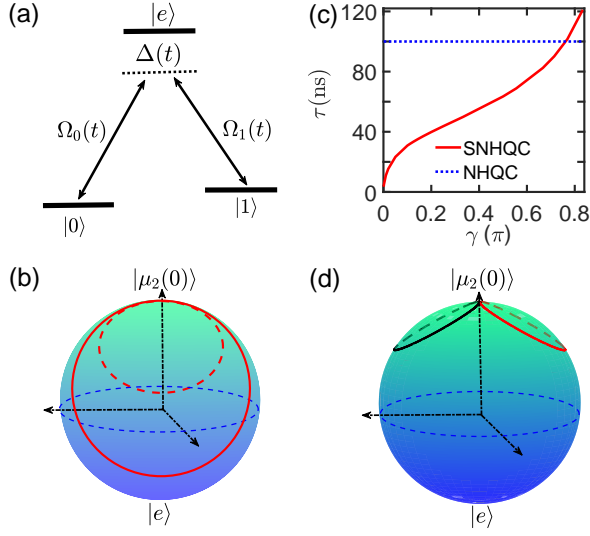 (a)
|e⟩
Δ(t)
Ω₀(t)
Ω₁(t)
|0⟩
|1⟩
(c)
120
80
40
0
τ(ns)
SNHQC
NHQC
0 0.2 0.4 0.6 0.8
γ (π)
(b)
|μ₂(0)⟩
|e⟩
(d)
|μ₂(0)⟩
|e⟩